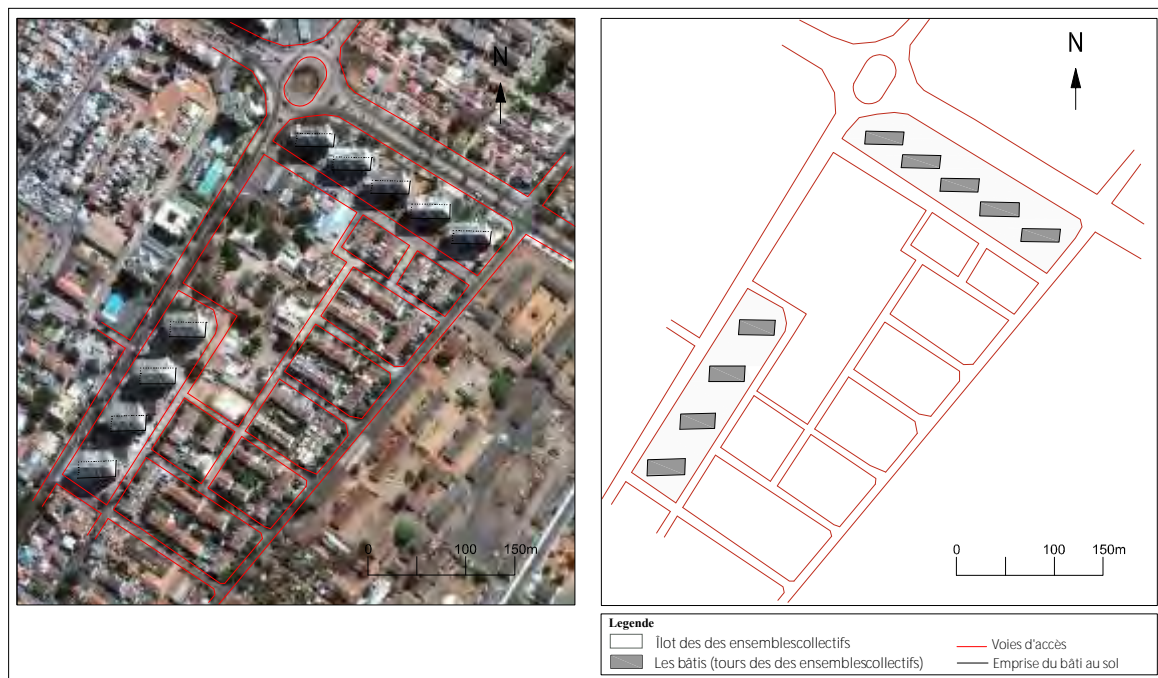 N
0 100 150m
N
0 100 150m
Legende
Îlot des des ensemblescollectifs
Les bâtis (tours des des ensemblescollectifs)
Voies d'accès
Emprise du bâti au sol